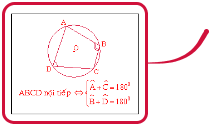 A
B
D
C
ABCD nội tiếp ⇔ { Â + Ĉ = 180°
B̂ + D̂ = 180°